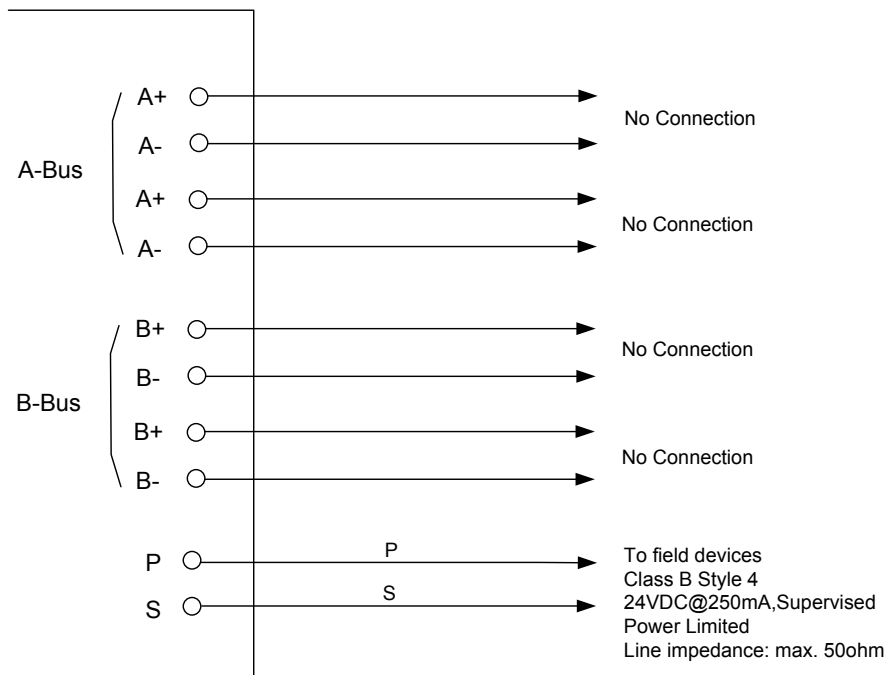 A+
No Connection
A-
A-Bus
A+
No Connection
A-
B+
No Connection
B-
B-Bus
B+
No Connection
B-
P
P
To field devices
Class B Style 4
S
S
24VDC@250mA,Supervised
Power Limited
Line impedance: max. 50ohm